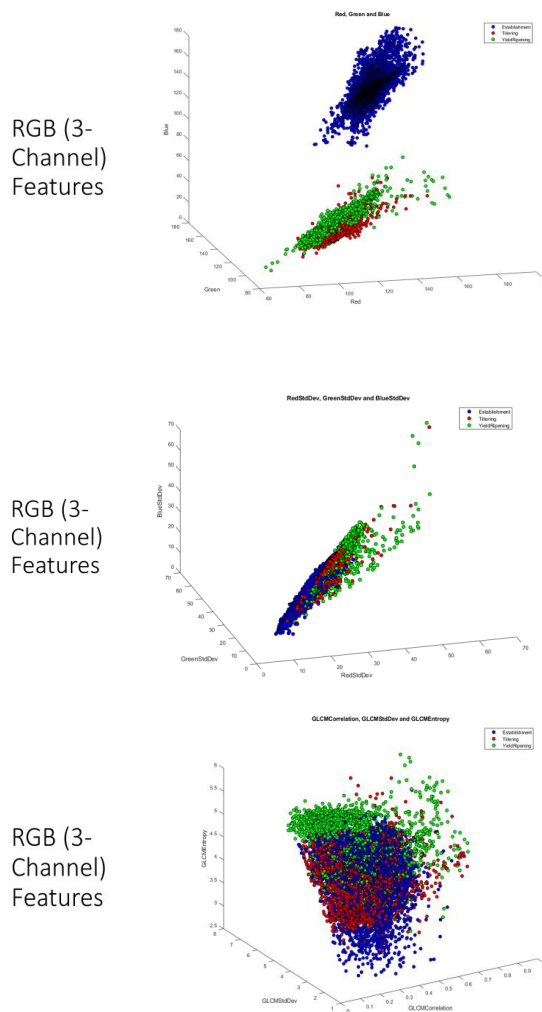 Red, Green and Blue
Establishment
Tillering
YieldRipening
RGB (3-
Channel)
Features
Blue
180
160
140
120
100
80
60
40
20
0
180
160
140
120
100
80
Green
60
80
100
120
140
160
180
Red
RedStdDev, GreenStdDev and BlueStdDev
Establishment
Tillering
YieldRipening
RGB (3-
Channel)
Features
BlueStdDev
70
60
50
40
30
20
10
0
70
60
50
40
30
20
10
0
GreenStdDev
0
10
20
30
40
50
60
70
RedStdDev
GLCMCorrelation, GLCMStdDev and GLCMEntropy
Establishment
Tillering
YieldRipening
RGB (3-
Channel)
Features
GLCMEntropy
6
5.5
5
4.5
4
3.5
3
2.5
8
7
6
5
4
3
2
1
GLCMStdDev
0
0.1
0.2
0.3
0.4
0.5
0.6
0.7
0.8
0.9
GLCMCorrelation